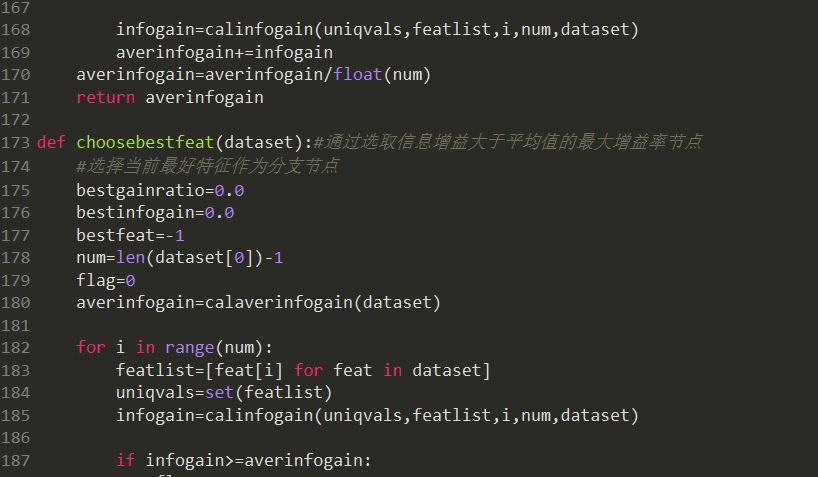 167
168 infogain=calinfogain(uniqvals,featlist,i,num,dataset)
169 averinfogain+=infogain
170 averinfogain=averinfogain/float(num)
171 return averinfogain
172
173 def choosebestfeat(dataset):#通过选取信息增益大于平均值的最大增益率节点
174 #选择当前最好特征作为分支节点
175 bestgainratio=0.0
176 bestinfogain=0.0
177 bestfeat=-1
178 num=len(dataset[0])-1
179 flag=0
180 averinfogain=calaverinfogain(dataset)
181
182 for i in range(num):
183 featlist=[feat[i] for feat in dataset]
184 uniqvals=set(featlist)
185 infogain=calinfogain(uniqvals,featlist,i,num,dataset)
186
187 if infogain>=averinfogain: